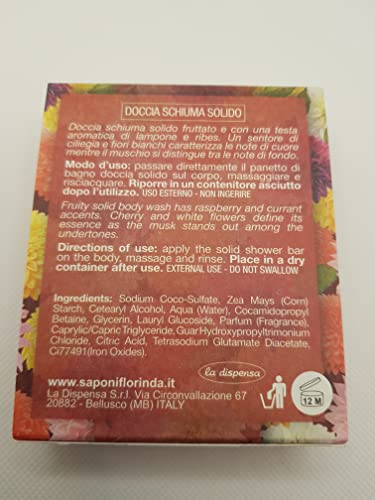 DOCCIA SCHIUMA SOLIDO
Doccia schiuma solido fruttato e con una testa
aromatica di lampone e ribes. Un sentore di
ciliegia e fiori bianchi caratterizza le note di cuore
mentre il muschio si distingue tra le note di fondo.
Modo d'uso: passare direttamente il panetto di
bagno doccia solido sul corpo, massaggiare e
risciacquare. Riporre in un contenitore asciutto
dopo l'utilizzo. USO ESTERNO - NON INGERIRE
Fruity solid body wash has raspberry and currant
accents. Cherry and white flowers define its
essence as the musk stands out among the
undertones.
Directions of use: apply the solid shower bar
on the body, massage and rinse. Place in a dry
container after use. EXTERNAL USE - DO NOT SWALLOW
Ingredients: Sodium Coco-Sulfate, Zea Mays (Corn)
Starch, Cetearyl Alcohol, Aqua (Water), Cocamidopropyl
Betaine, Glycerin, Lauryl Glucoside, Parfum (Fragrance),
Caprylic/Capric Triglyceride, Guar Hydroxypropyltrimonium
Chloride, Citric Acid, Tetrasodium Glutamate Diacetate,
Ci77491(Iron Oxides).
www.saponiflorinda.it
la dispensa
La Dispensa S.r.l. Via Circonvallazione 67
20882 - Bellusco (MB) ITALY
12 M